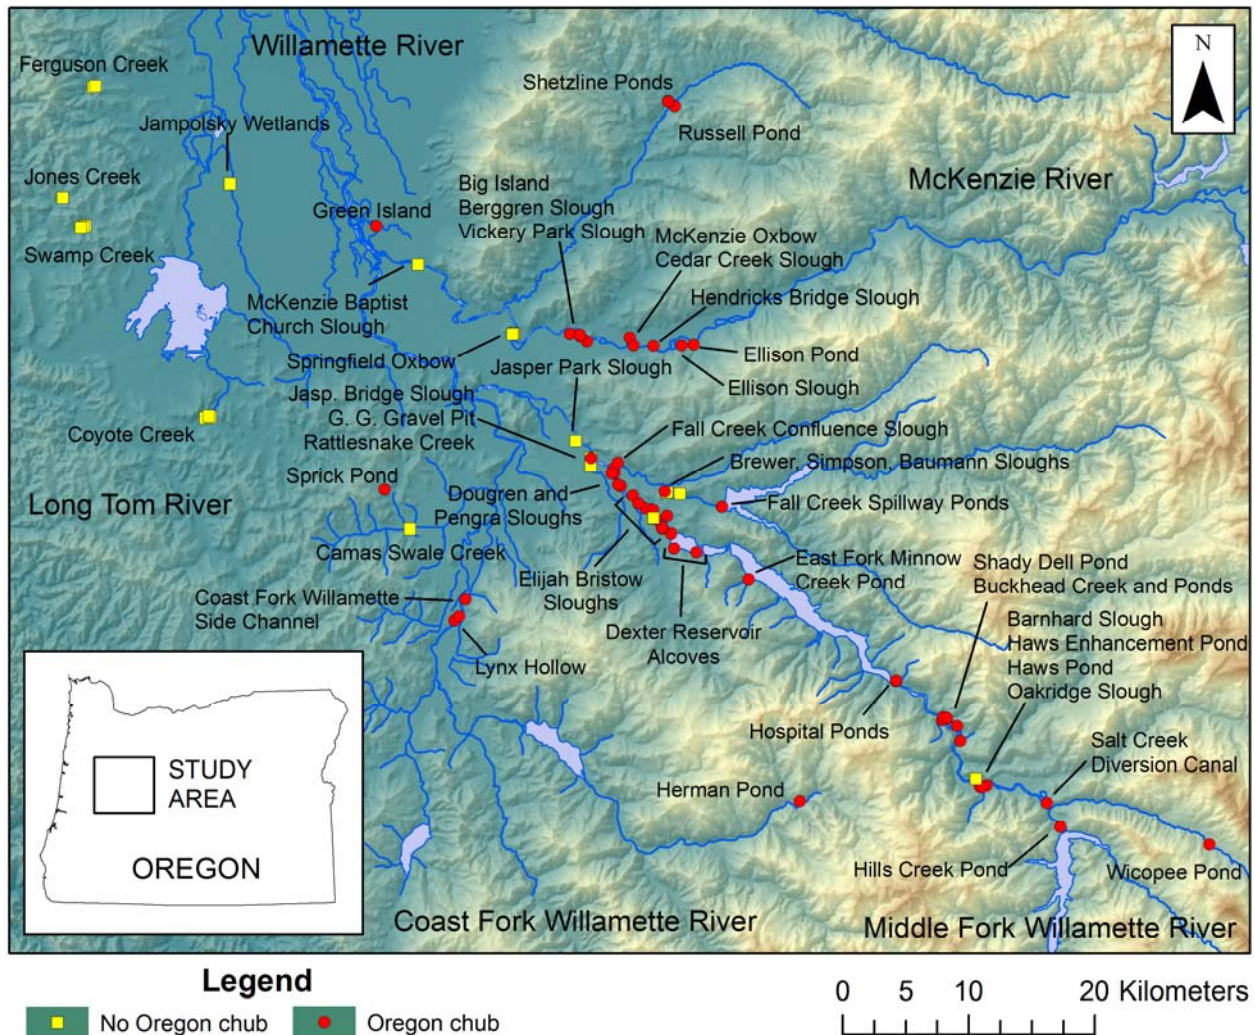 Willamette River
Ferguson Creek
N
Shetzline Ponds
Jampolsky Wetlands
Russell Pond
Jones Creek
McKenzie River
Big Island
Berggren Slough
Vickery Park Slough
Green Island
McKenzie Oxbow
Cedar Creek Slough
Swamp Creek
Hendricks Bridge Slough
McKenzie Baptist
Church Slough
Springfield Oxbow
Ellison Pond
Jasper Park Slough
Ellison Slough
Jasp. Bridge Slough
G. G. Gravel Pit
Rattlesnake Creek
Coyote Creek
Fall Creek Confluence Slough
Brewer, Simpson, Baumann Sloughs
Sprick Pond
Long Tom River
Dougren and
Pengra Sloughs
Fall Creek Spillway Ponds
Camas Swale Creek
East Fork Minnow
Creek Pond
Shady Dell Pond
Buckhead Creek and Ponds
Elijah Bristow
Sloughs
Coast Fork Willamette
Side Channel
Dexter Reservoir
Alcoves
Barnhard Slough
Haws Enhancement Pond
Haws Pond
Oakridge Slough
Lynx Hollow
Hospital Ponds
Salt Creek
Diversion Canal
STUDY
AREA
OREGON
Herman Pond
Hills Creek Pond
Wicopee Pond
Coast Fork Willamette River
Middle Fork Willamette River
Legend
No Oregon chub
Oregon chub
0 5 10 20 Kilometers